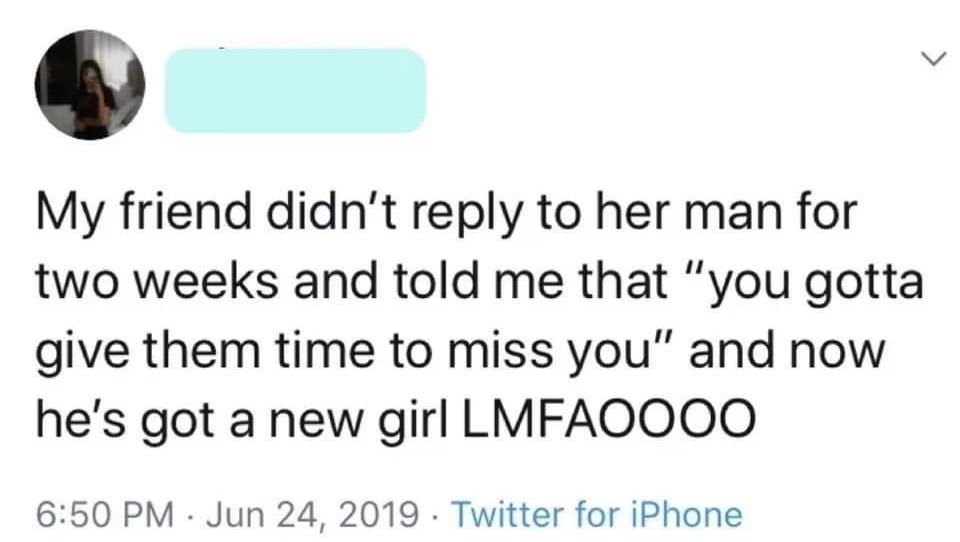 My friend didn’t reply to her man for
two weeks and told me that “you gotta
give them time to miss you” and now
he’s got a new girl LMFAOOOO
6:50 PM · Jun 24, 2019 · Twitter for iPhone